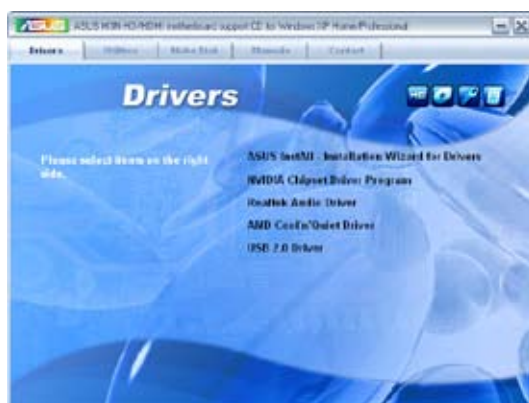 ASUS M3N-HD/HDMI motherboard support CD for Windows XP Home/Professional
Drivers Utilities Make Disk Manuals Contact
Drivers
Please select items on the right
side.
ASUS InstAll - Installation Wizard for Drivers
NVIDIA Chipset Driver Program
Realtek Audio Driver
AMD Cool'n'Quiet Driver
USB 2.0 Driver